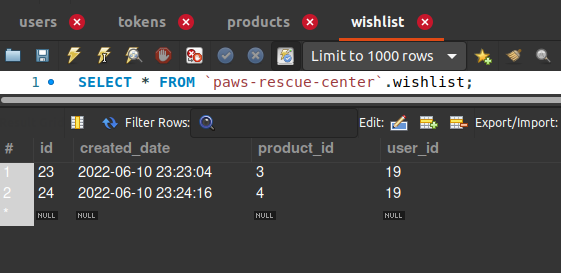 users tokens products wishlist
Limit to 1000 rows
1 SELECT * FROM `paws-rescue-center`.wishlist;
Filter Rows: Edit: Export/Import:
# id created_date product_id user_id
1 23 2022-06-10 23:23:04 3 19
2 24 2022-06-10 23:24:16 4 19
* NULL NULL NULL NULL